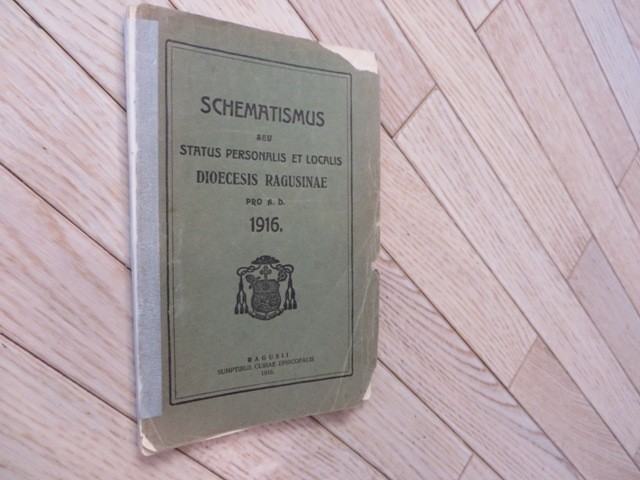 SCHEMATISMUS
SEU
STATUS PERSONALIS ET LOCALIS
DIOECESIS RAGUSINAE
PRO A. D.
1916.
RAGUSII
SUMPTIBUS CURIAE EPISCOPALIS
1916.